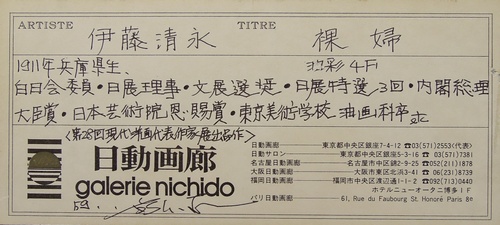 ARTISTE 伊藤清永 TITRE 裸婦
1911年兵庫県生、 油彩4F
白日会委員・日展理事・文展選奨・日展特選3回・内閣総理
大臣賞・日本芸術院恩賜賞・東京美術学校油画科卒 etc
<第28回現代洋画代表作家展出品作>
日動画廊
galerie nichido
日動画廊 東京都中央区銀座7-4-12 ☎03(571)2553(代表)
日動サロン 東京都中央区銀座5-3-16 ☎03(571)7381
名古屋日動画廊 名古屋市中区錦2-19-25 ☎052(211)1878
大阪日動画廊 大阪市東区北浜3-41 ☎06(231)8739
福岡日動画廊 福岡市中央区渡辺通1-1-2 ☎092(713)0440
ホテルニューオータニ博多1F
パリ日動画廊 61, Rue du Faubourg St. Honoré Paris 8e
59. . .